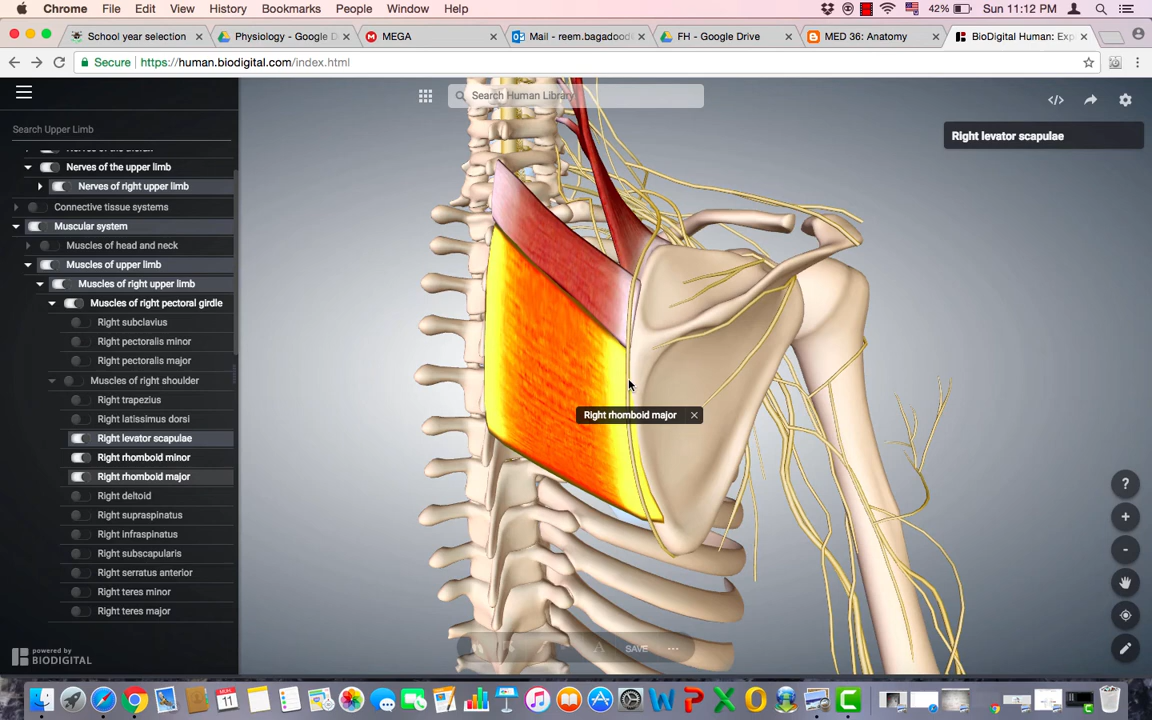 Chrome File Edit View History Bookmarks People Window Help 42% Sun 11:12 PM
School year selection Physiology - Google D MEGA Mail - reem.bagadood FH - Google Drive MED 36: Anatomy BioDigital Human: Exp
Secure https://human.biodigital.com/index.html
Search Human Library
Search Upper Limb
Right levator scapulae
Nerves of the upper limb
Nerves of right upper limb
Connective tissue systems
Muscular system
Muscles of head and neck
Muscles of upper limb
Muscles of right upper limb
Muscles of right pectoral girdle
Right subclavius
Right pectoralis minor
Right pectoralis major
Muscles of right shoulder
Right trapezius
Right latissimus dorsi
Right levator scapulae
Right rhomboid minor
Right rhomboid major
Right deltoid
Right supraspinatus
Right infraspinatus
Right subscapularis
Right serratus anterior
Right teres minor
Right teres major
Right rhomboid major ×
powered by
BIODIGITAL
SAVE